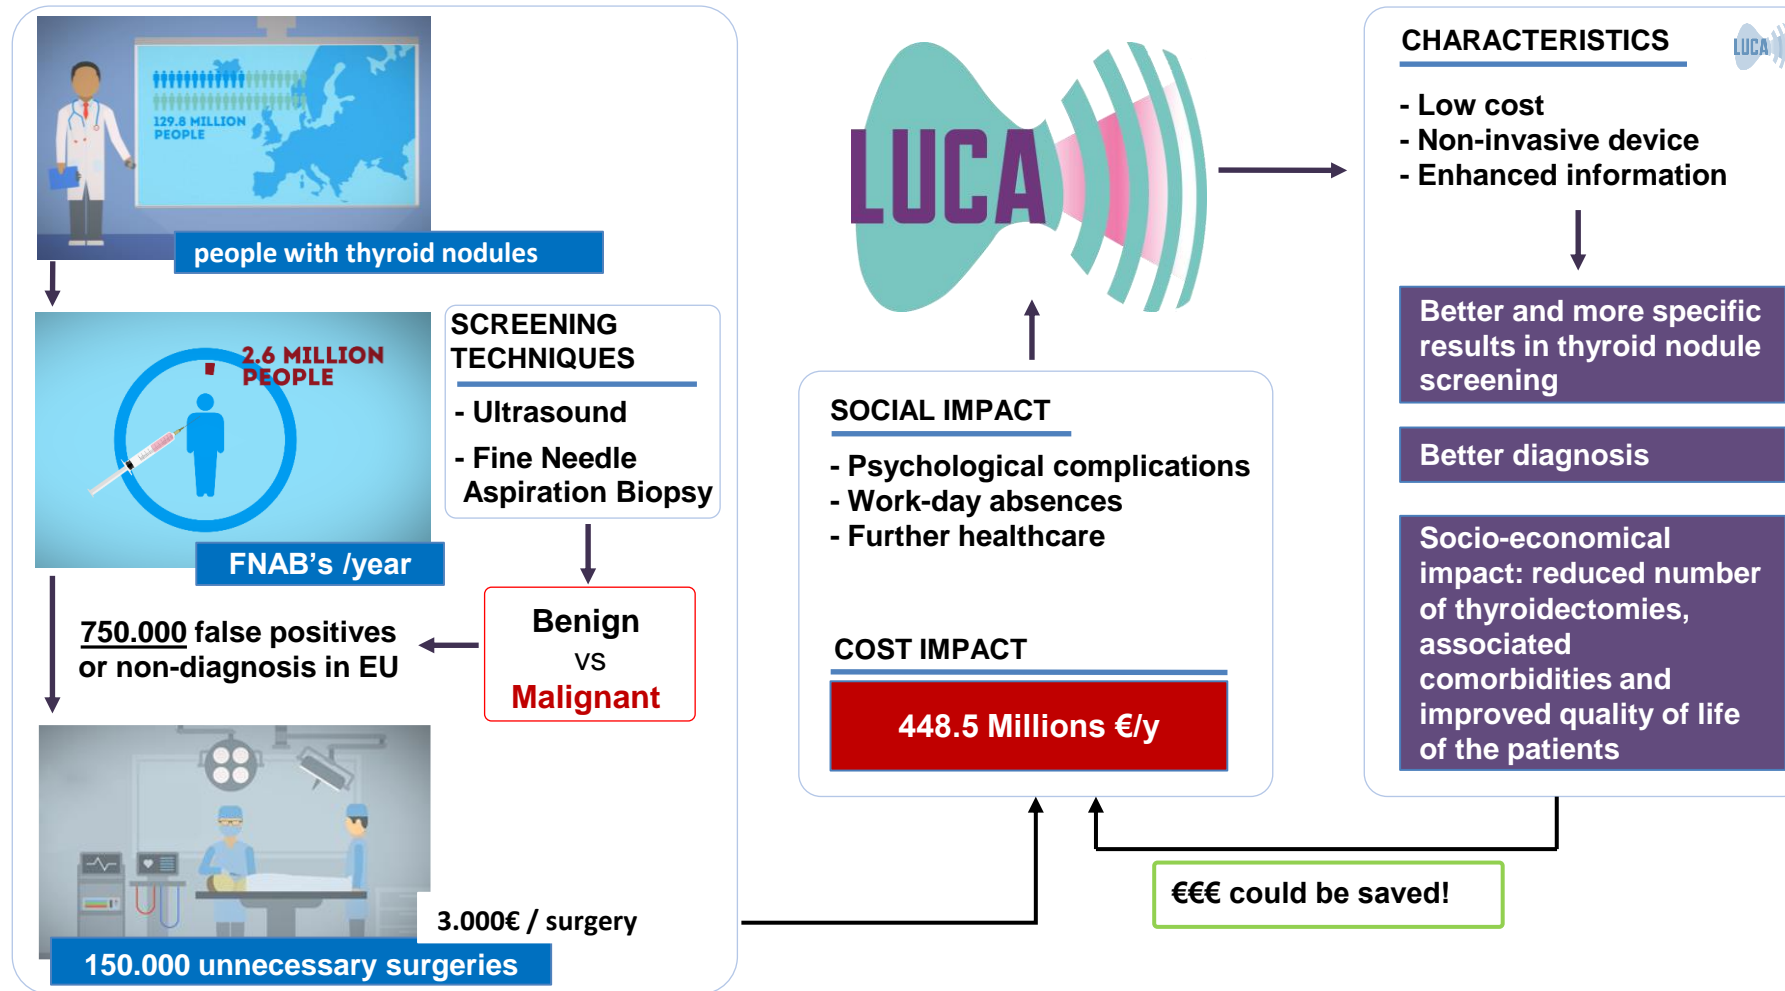 129.8 MILLION
PEOPLE
people with thyroid nodules
2.6 MILLION
PEOPLE
FNAB's /year
SCREENING
TECHNIQUES
- Ultrasound
- Fine Needle
Aspiration Biopsy
Benign
vs
Malignant
750.000 false positives
or non-diagnosis in EU
3.000€ / surgery
150.000 unnecessary surgeries
LUCA
SOCIAL IMPACT
- Psychological complications
- Work-day absences
- Further healthcare
COST IMPACT
448.5 Millions €/y
CHARACTERISTICS
LUCA
- Low cost
- Non-invasive device
- Enhanced information
Better and more specific
results in thyroid nodule
screening
Better diagnosis
Socio-economical
impact: reduced number
of thyroidectomies,
associated
comorbidities and
improved quality of life
of the patients
€€€ could be saved!